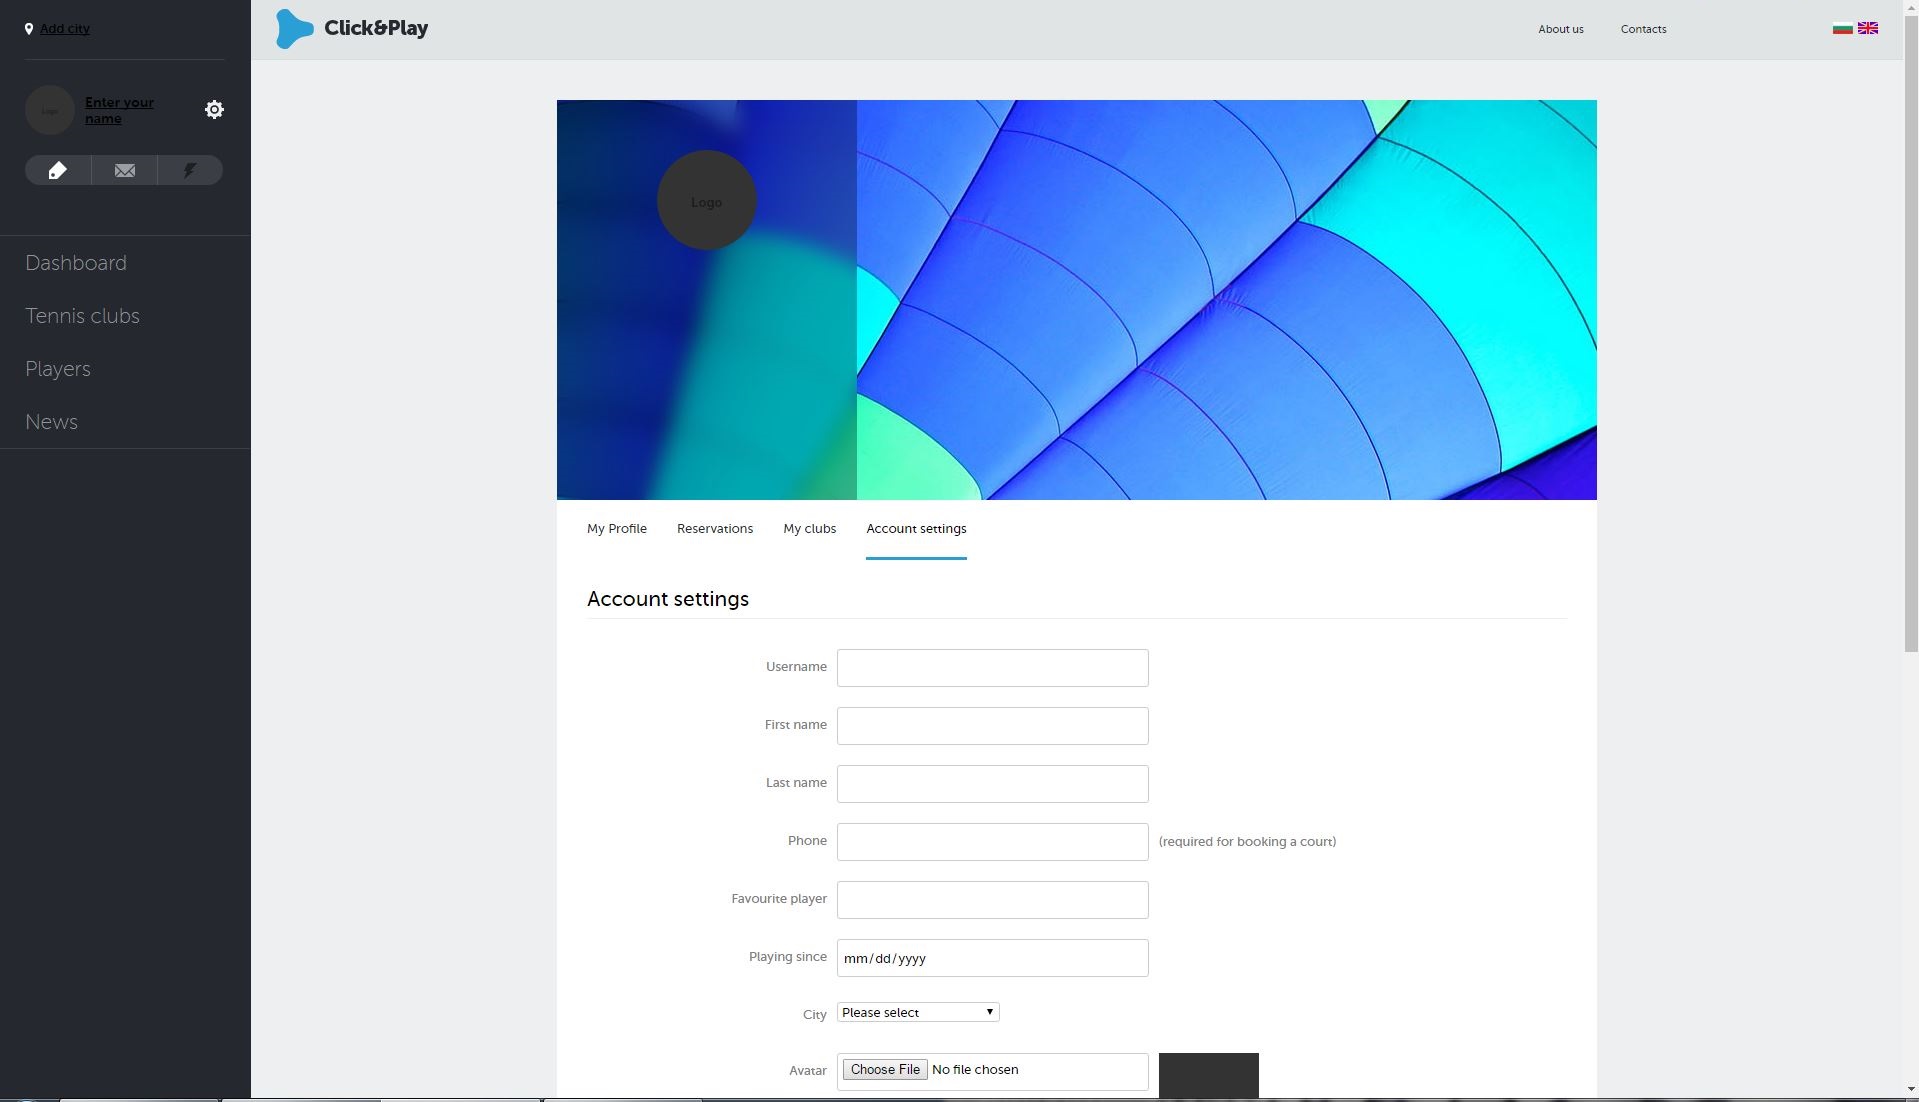 Add city
Click&Play
About us
Contacts
Logo
Enter your
name
Dashboard
Tennis clubs
Players
News
Logo
My Profile
Reservations
My clubs
Account settings
Account settings
Username
First name
Last name
Phone
(required for booking a court)
Favourite player
Playing since
mm/dd/yyyy
City
Please select
Avatar
Choose File No file chosen